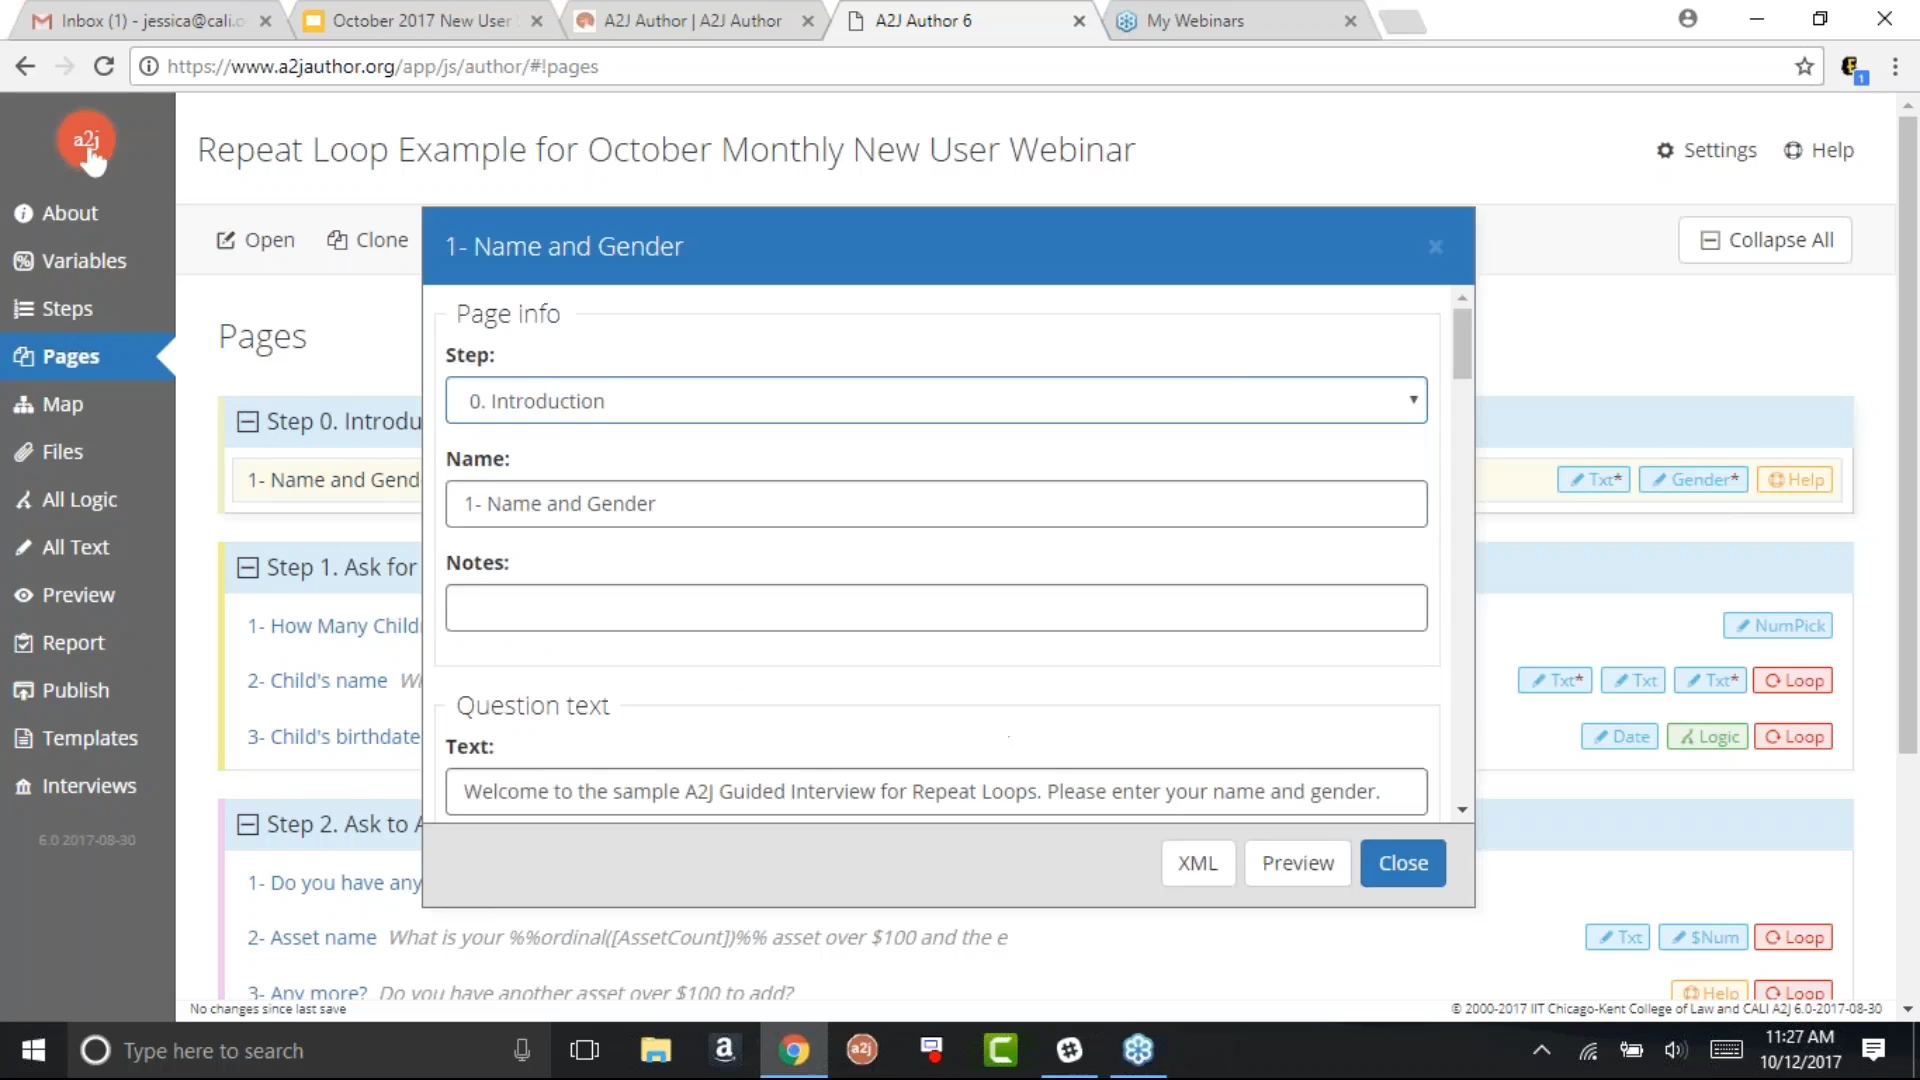 Inbox (1) - jessica@cali.o
October 2017 New User
A2J Author | A2J Author
A2J Author 6
My Webinars
https://www.a2jauthor.org/app/js/author/#!pages
1
a2j
Repeat Loop Example for October Monthly New User Webinar
Settings
Help
About
Variables
Steps
Pages
Map
Files
All Logic
All Text
Preview
Report
Publish
Templates
Interviews
6.0 2017-08-30
Open
Clone
Collapse All
Pages
Step 0. Introdu
1- Name and Gend
Txt*
Gender*
Help
Step 1. Ask for
1- How Many Child
NumPick
2- Child's name
Txt*
Txt
Txt*
Loop
3- Child's birthdate
Date
Logic
Loop
Step 2. Ask to A
1- Do you have any
2- Asset name What is your %%ordinal([AssetCount])%% asset over $100 and the e
Txt
$Num
Loop
3- Any more? Do you have another asset over $100 to add?
Help
Loop
1- Name and Gender
Page info
Step:
0. Introduction
Name:
1- Name and Gender
Notes:
Question text
Text:
Welcome to the sample A2J Guided Interview for Repeat Loops. Please enter your name and gender.
XML
Preview
Close
No changes since last save
© 2000-2017 IIT Chicago-Kent College of Law and CALI A2J 6.0-2017-08-30
Type here to search
a2j
11:27 AM
10/12/2017